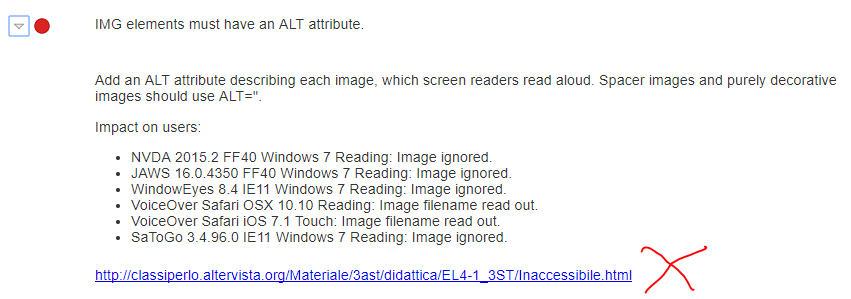 IMG elements must have an ALT attribute.
Add an ALT attribute describing each image, which screen readers read aloud. Spacer images and purely decorative
images should use ALT=''.
Impact on users:
• NVDA 2015.2 FF40 Windows 7 Reading: Image ignored.
• JAWS 16.0.4350 FF40 Windows 7 Reading: Image ignored.
• WindowEyes 8.4 IE11 Windows 7 Reading: Image ignored.
• VoiceOver Safari OSX 10.10 Reading: Image filename read out.
• VoiceOver Safari iOS 7.1 Touch: Image filename read out.
• SaToGo 3.4.96.0 IE11 Windows 7 Reading: Image ignored.
http://classiperlo.altervista.org/Materiale/3ast/didattica/EL4-1_3ST/Inaccessibile.html